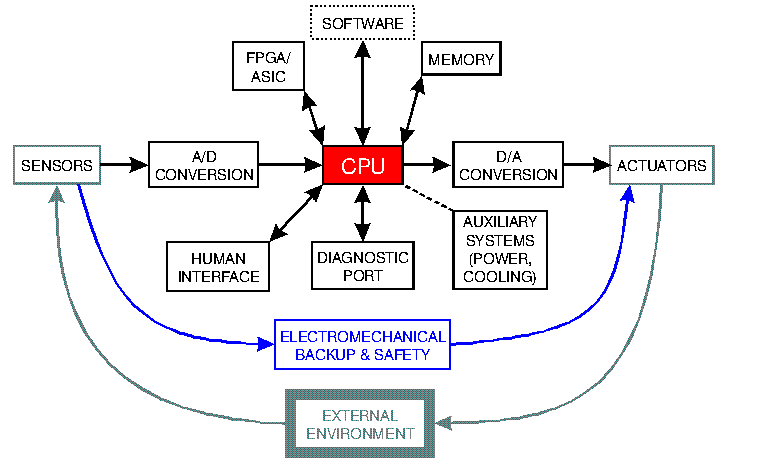 SOFTWARE
FPGA/
ASIC
MEMORY
SENSORS
A/D
CONVERSION
CPU
D/A
CONVERSION
ACTUATORS
HUMAN
INTERFACE
DIAGNOSTIC
PORT
AUXILIARY
SYSTEMS
(POWER,
COOLING)
ELECTROMECHANICAL
BACKUP & SAFETY
EXTERNAL
ENVIRONMENT